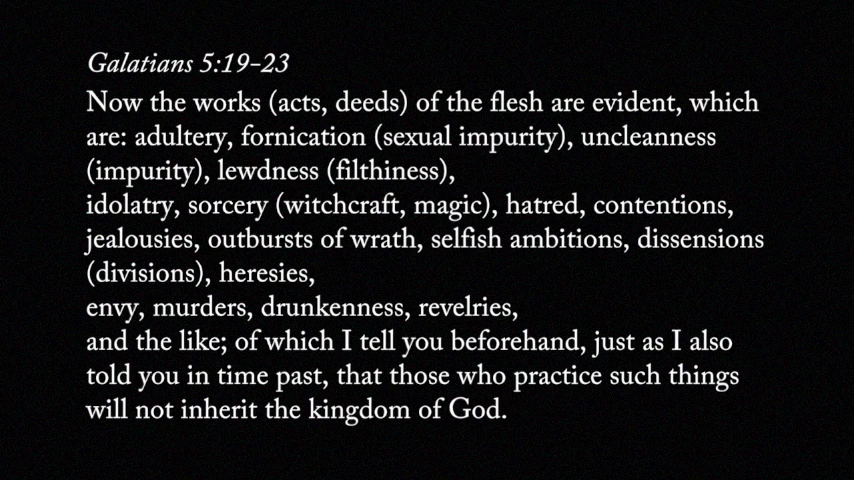 Galatians 5:19-23
Now the works (acts, deeds) of the flesh are evident, which
are: adultery, fornication (sexual impurity), uncleanness
(impurity), lewdness (filthiness),
idolatry, sorcery (witchcraft, magic), hatred, contentions,
jealousies, outbursts of wrath, selfish ambitions, dissensions
(divisions), heresies,
envy, murders, drunkenness, revelries,
and the like; of which I tell you beforehand, just as I also
told you in time past, that those who practice such things
will not inherit the kingdom of God.